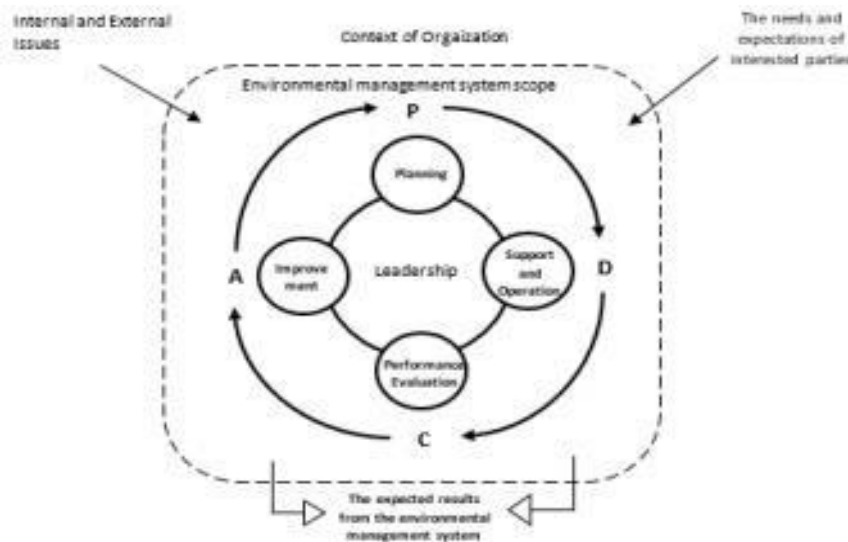 Internal and External
Issues
Context of Orgaization
The needs and
expectations of
interested parties
Environmental management system scope
P
Planning
A
Improve
ment
Leadership
Support
and
Operation
D
Performance
Evaluation
C
The expected results
from the environmental
management system